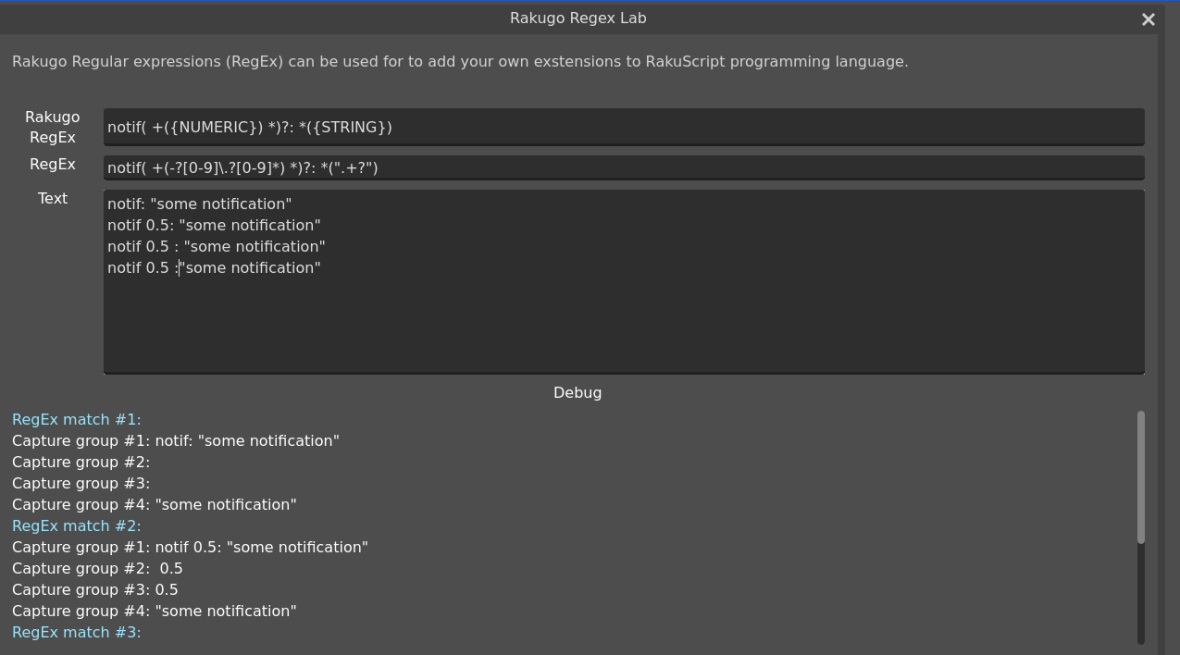 Rakugo Regex Lab
Rakugo Regular expressions (RegEx) can be used for to add your own exstensions to RakuScript programming language.
Rakugo
RegEx
notif( +({NUMERIC}) *)?: *({STRING})
RegEx
notif( +(-?[0-9]\.?[0-9]*) *)?: *(".+?")
Text
notif: "some notification"
notif 0.5: "some notification"
notif 0.5 : "some notification"
notif 0.5 :"some notification"
Debug
RegEx match #1:
Capture group #1: notif: "some notification"
Capture group #2:
Capture group #3:
Capture group #4: "some notification"
RegEx match #2:
Capture group #1: notif 0.5: "some notification"
Capture group #2:  0.5
Capture group #3: 0.5
Capture group #4: "some notification"
RegEx match #3: